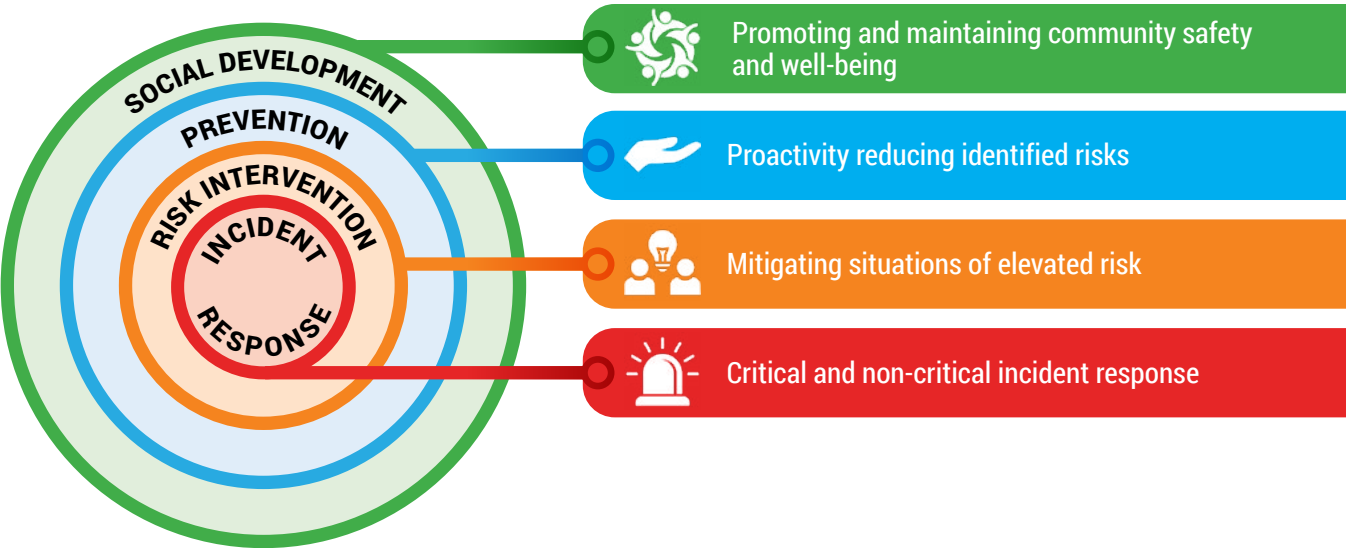 SOCIAL DEVELOPMENT
PREVENTION
RISK INTERVENTION
INCIDENT
RESPONSE
Promoting and maintaining community safety
and well-being
Proactivity reducing identified risks
Mitigating situations of elevated risk
Critical and non-critical incident response